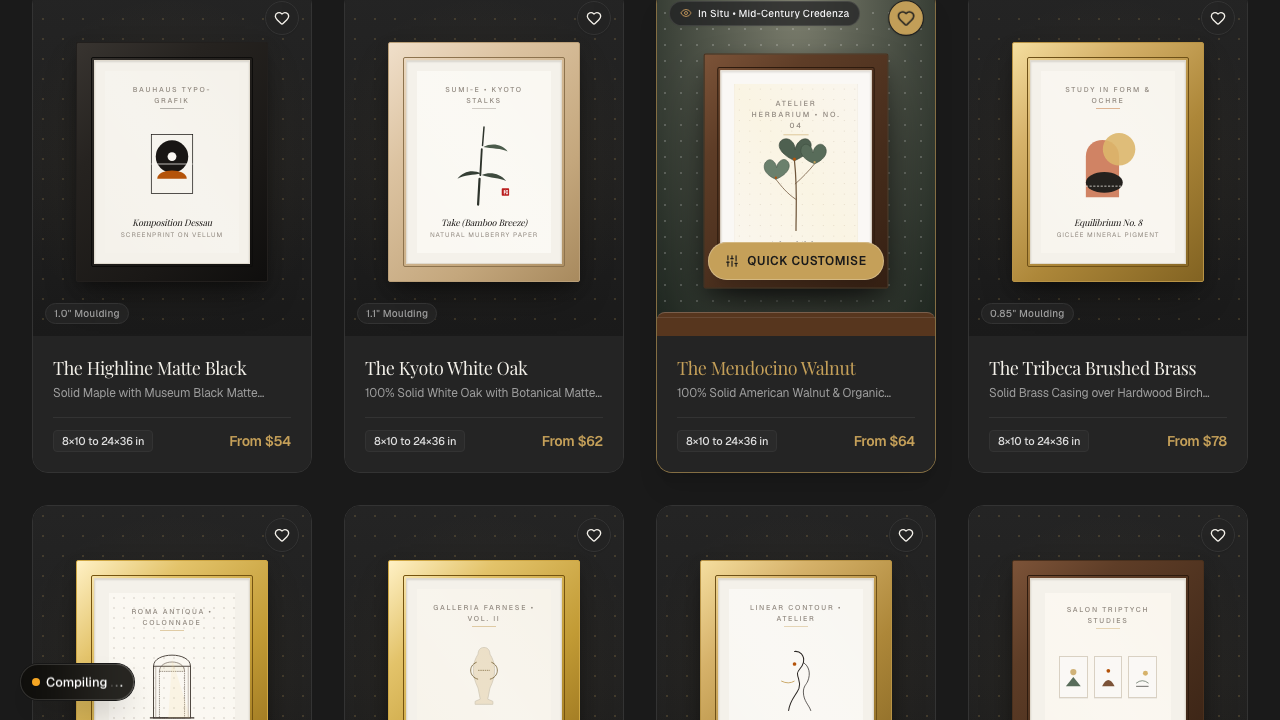 In Situ • Mid-Century Credenza
BAUHAUS TYPO-
GRAFIK
Komposition Dessau
SCREENPRINT ON VELLUM
1.0" Moulding
SUMI-E • KYOTO
STALKS
Take (Bamboo Breeze)
NATURAL MULBERRY PAPER
1.1" Moulding
ATELIER
HERBARIUM • NO.
04
QUICK CUSTOMISE
STUDY IN FORM &
OCHRE
Equilibrium No. 8
GICLÉE MINERAL PIGMENT
0.85" Moulding
The Highline Matte Black
Solid Maple with Museum Black Matte...
8×10 to 24×36 in
From $54
The Kyoto White Oak
100% Solid White Oak with Botanical Matte...
8×10 to 24×36 in
From $62
The Mendocino Walnut
100% Solid American Walnut & Organic...
8×10 to 24×36 in
From $64
The Tribeca Brushed Brass
Solid Brass Casing over Hardwood Birch...
8×10 to 24×36 in
From $78
ROMA ANTIQUA •
COLONNADE
GALLERIA FARNESE •
VOL. II
LINEAR CONTOUR •
ATELIER
SALON TRIPTYCH
STUDIES
Compiling ...